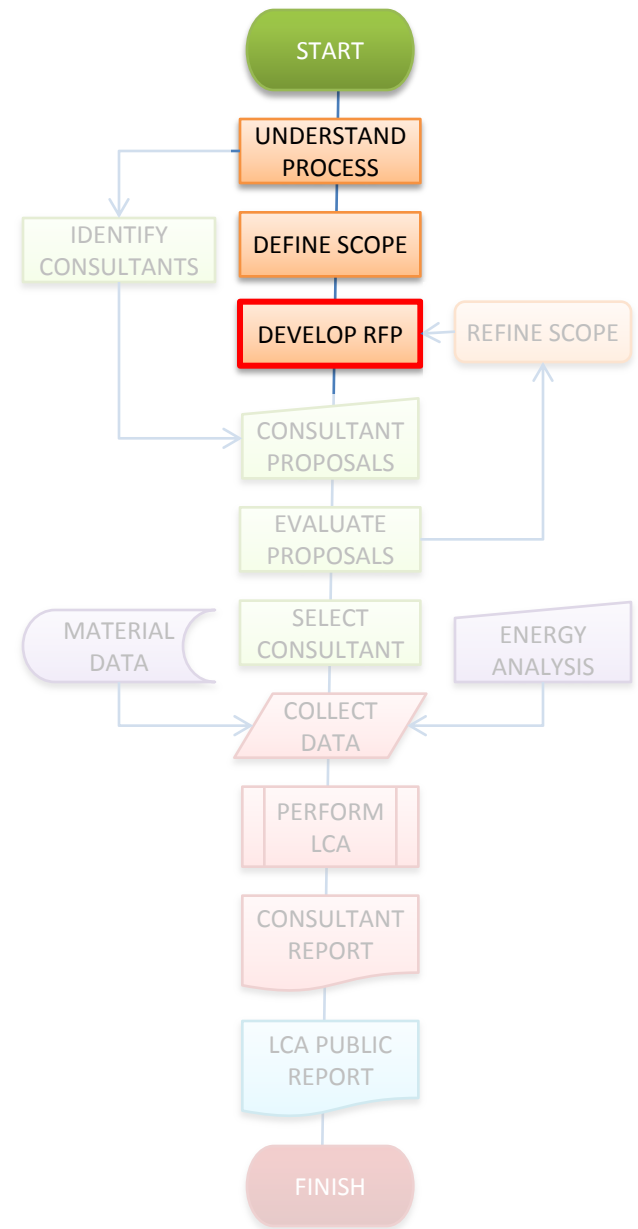 START
UNDERSTAND
PROCESS
IDENTIFY
CONSULTANTS
DEFINE SCOPE
DEVELOP RFP
REFINE SCOPE
CONSULTANT
PROPOSALS
EVALUATE
PROPOSALS
MATERIAL
DATA
SELECT
CONSULTANT
ENERGY
ANALYSIS
COLLECT
DATA
PERFORM
LCA
CONSULTANT
REPORT
LCA PUBLIC
REPORT
FINISH